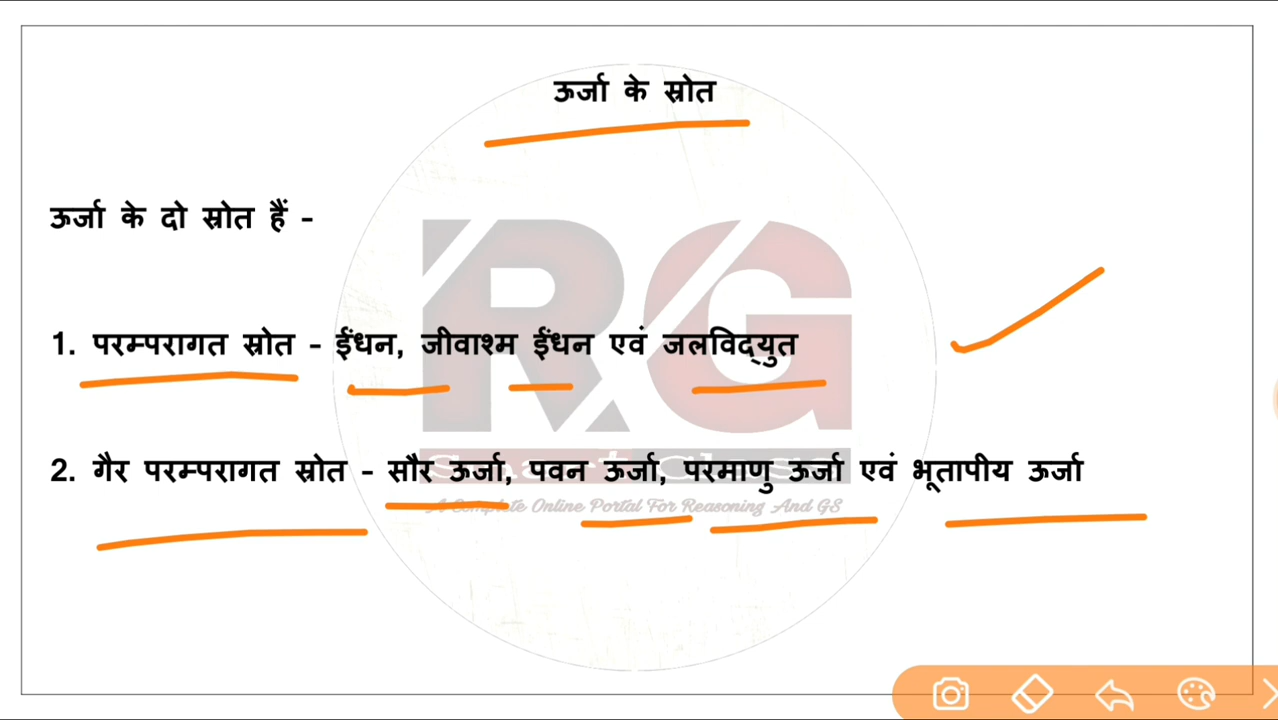 ऊर्जा के स्रोत
ऊर्जा के दो स्रोत हैं -
1. परम्परागत स्रोत - ईंधन, जीवाश्म ईंधन एवं जलविद्युत
RG
2. गैर परम्परागत स्रोत - सौर ऊर्जा, पवन ऊर्जा, परमाणु ऊर्जा एवं भूतापीय ऊर्जा
A Complete Online Portal For Reasoning And GS